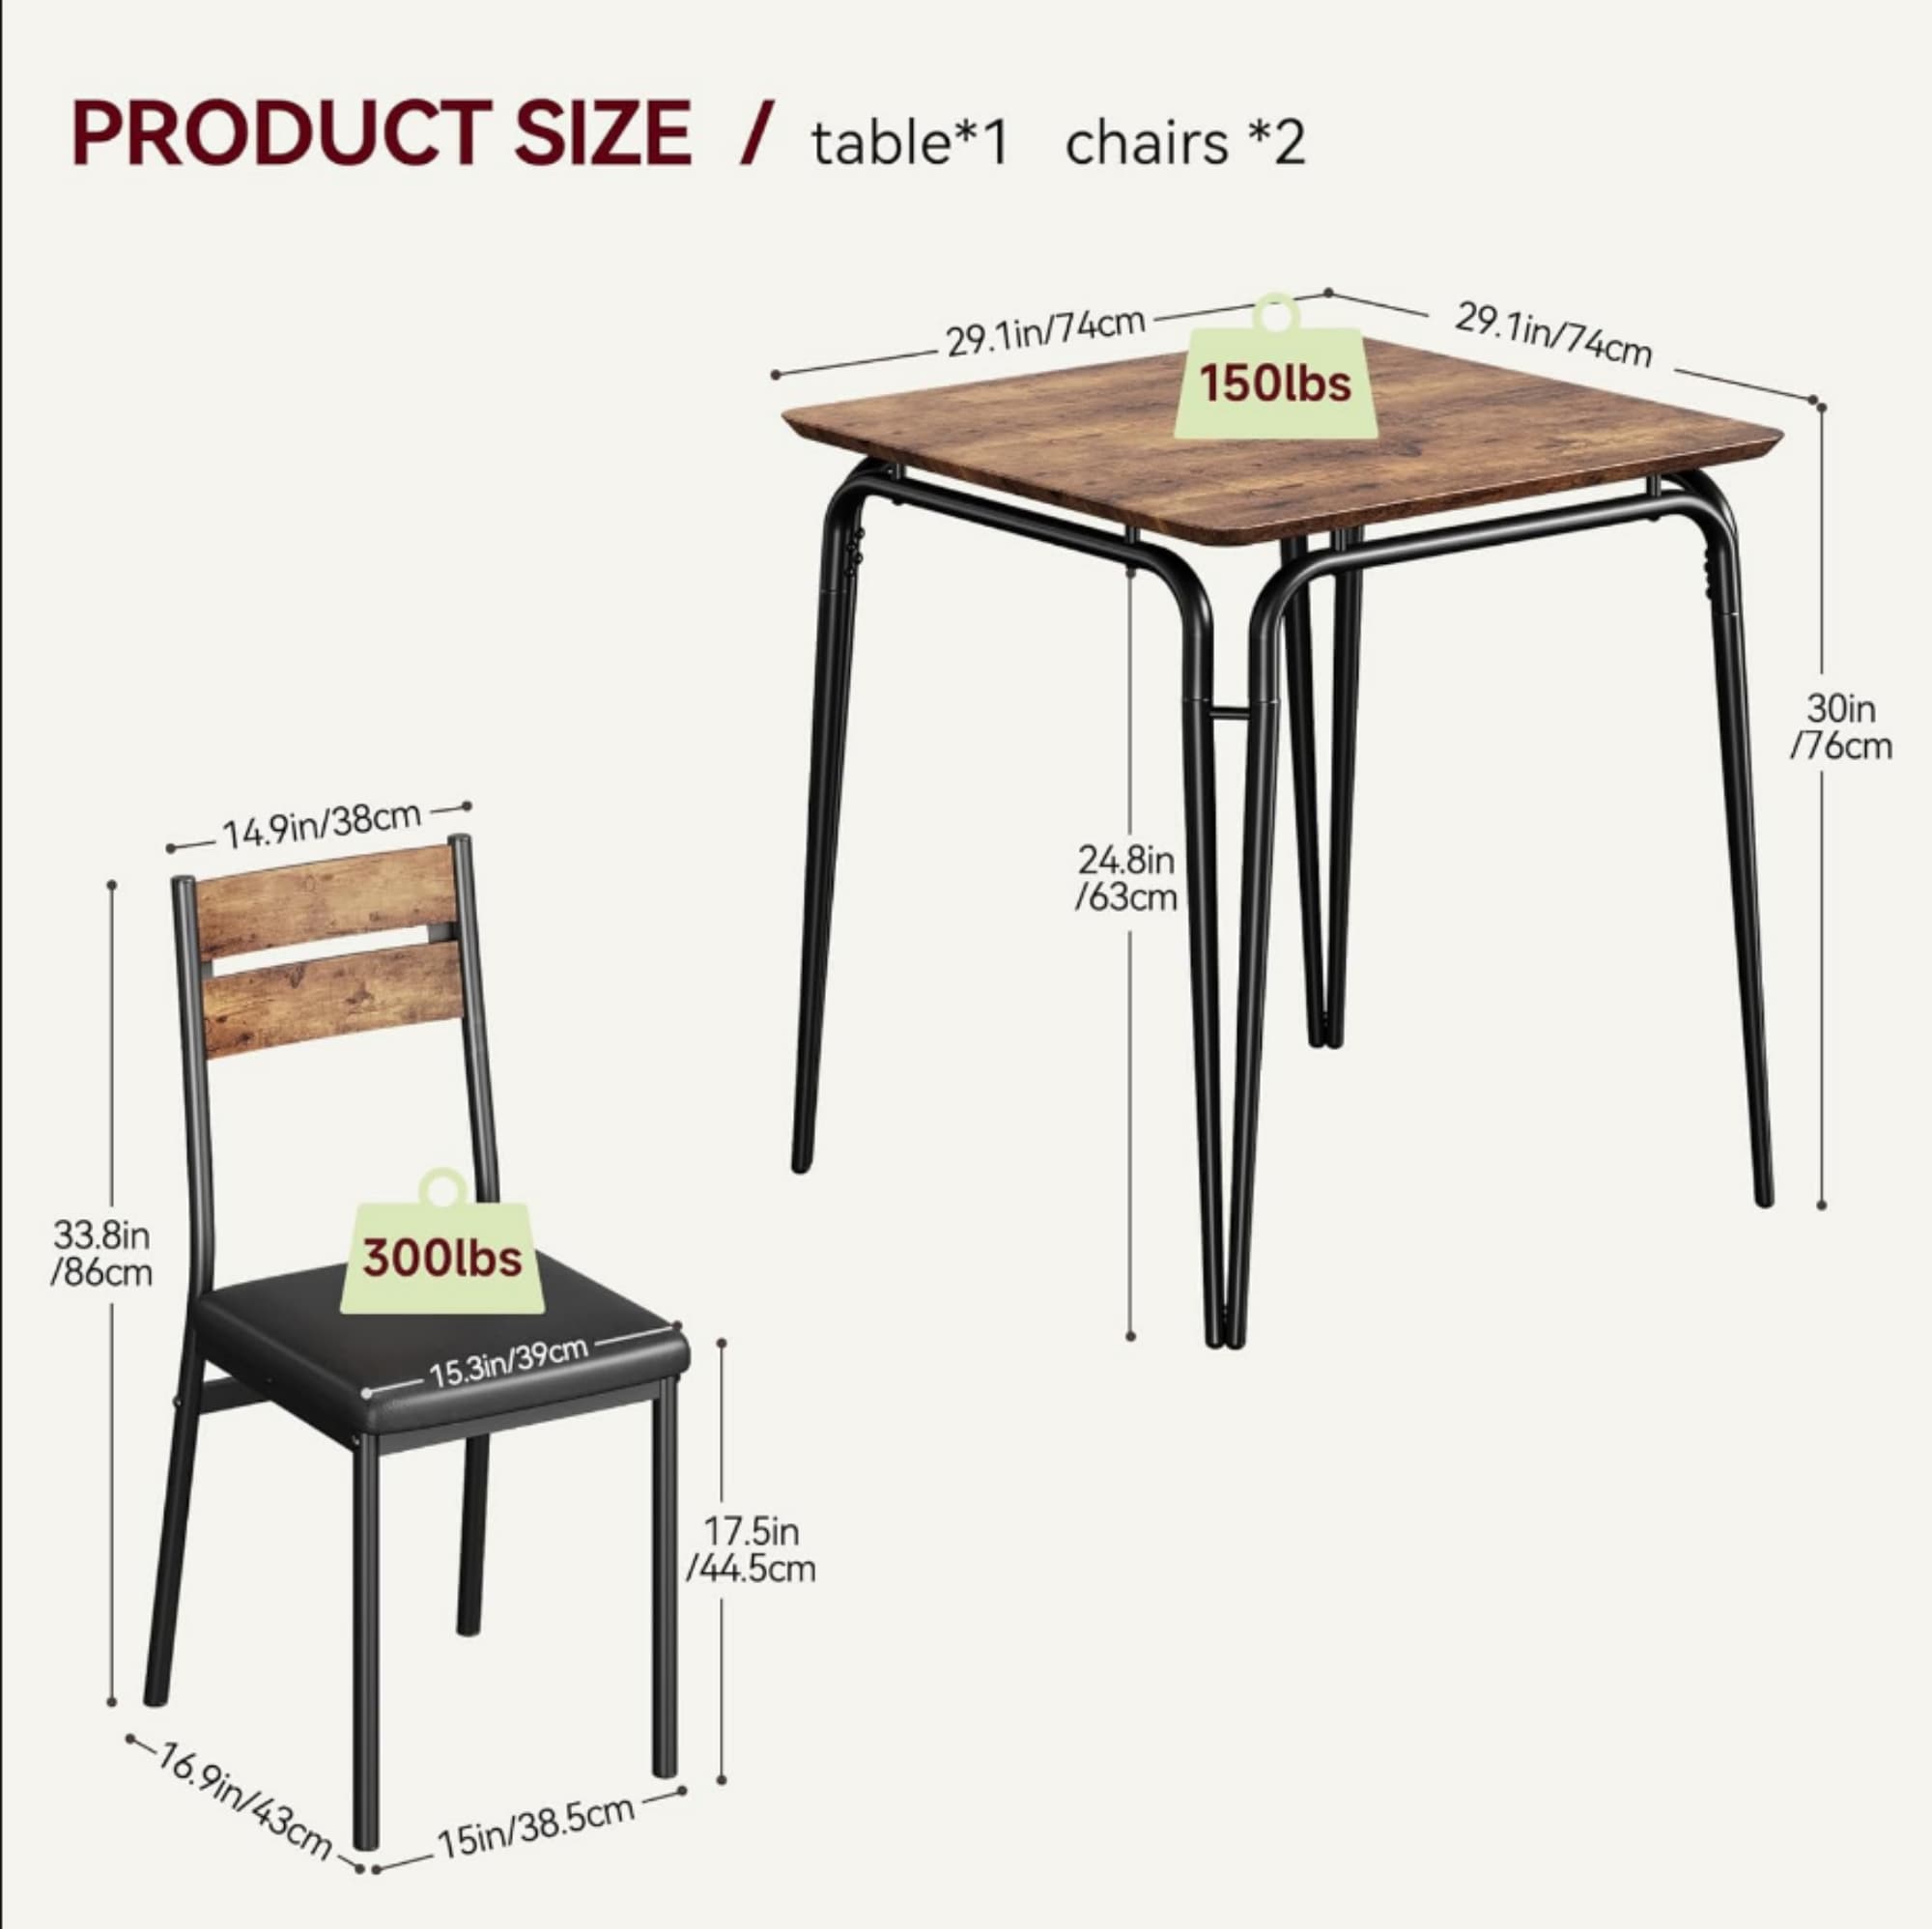 PRODUCT SIZE / table*1 chairs *2
29.1in/74cm
29.1in/74cm
150lbs
30in
/76cm
24.8in
/63cm
14.9in/38cm
33.8in
/86cm
300lbs
15.3in/39cm
17.5in
/44.5cm
16.9in/43cm
15in/38.5cm